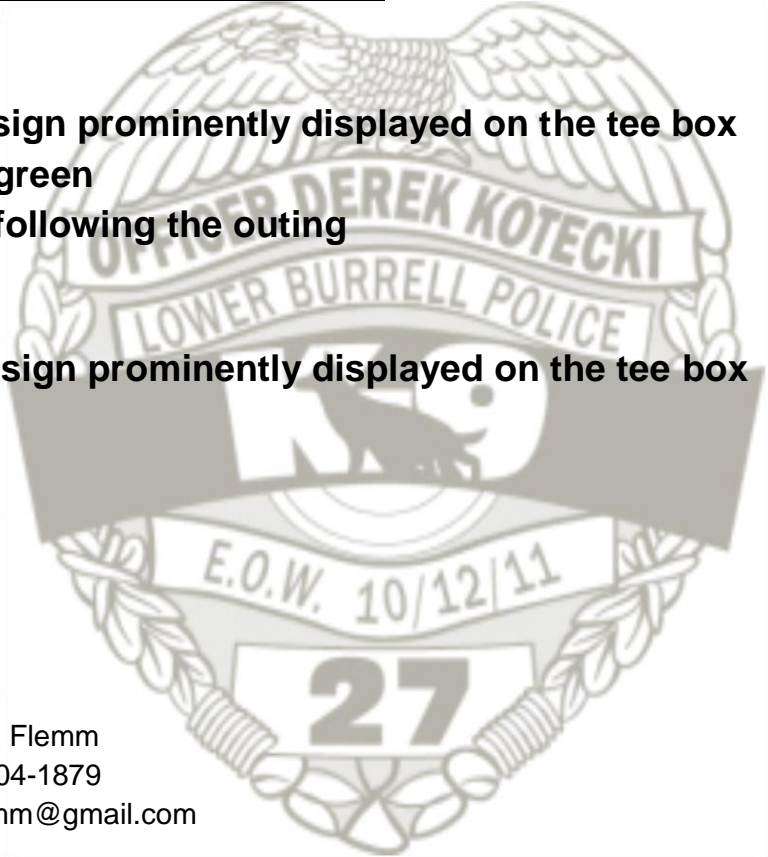 sign prominently displayed on the tee box
green
following the outing
OFFICER DEREK KOTECKI
LOWER BURRELL POLICE
sign prominently displayed on the tee box
K-9
E.O.W. 10/12/11
27
Flemm
04-1879
nm@gmail.com